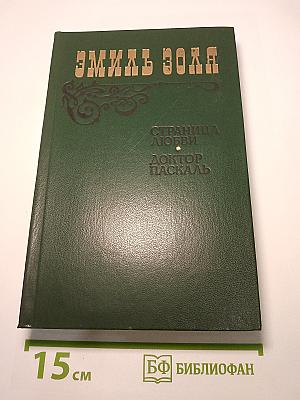 ЭМИЛЬ ЗОЛЯ
СТРАНИЦА
ЛЮБВИ
ДОКТОР
ПАСКАЛЬ
15 см
БФ БИБЛИОФАН